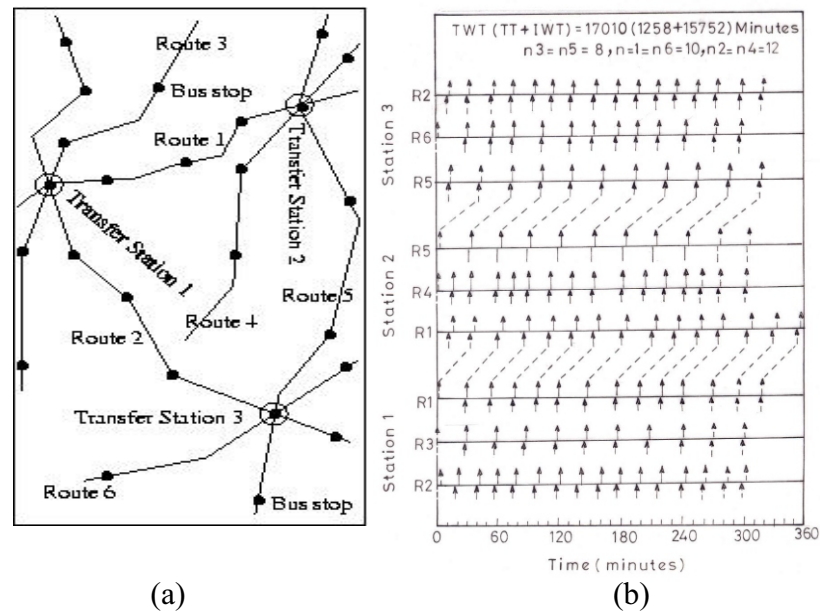 Route 3
Bus stop
Route 1
Transfer Station 2
Transfer Station 1
Route 5
Route 4
Route 2
Transfer Station 3
Route 6
Bus stop
(a)
TWT (TT+IWT)=17010(1258+15752) Minutes
n3=n5=8,n=1=n6=10,n2=n4=12
Station 3
R2
R6
R5
Station 2
R5
R4
R1
Station 1
R1
R3
R2
0 60 120 180 240 300 360
Time (minutes)
(b)